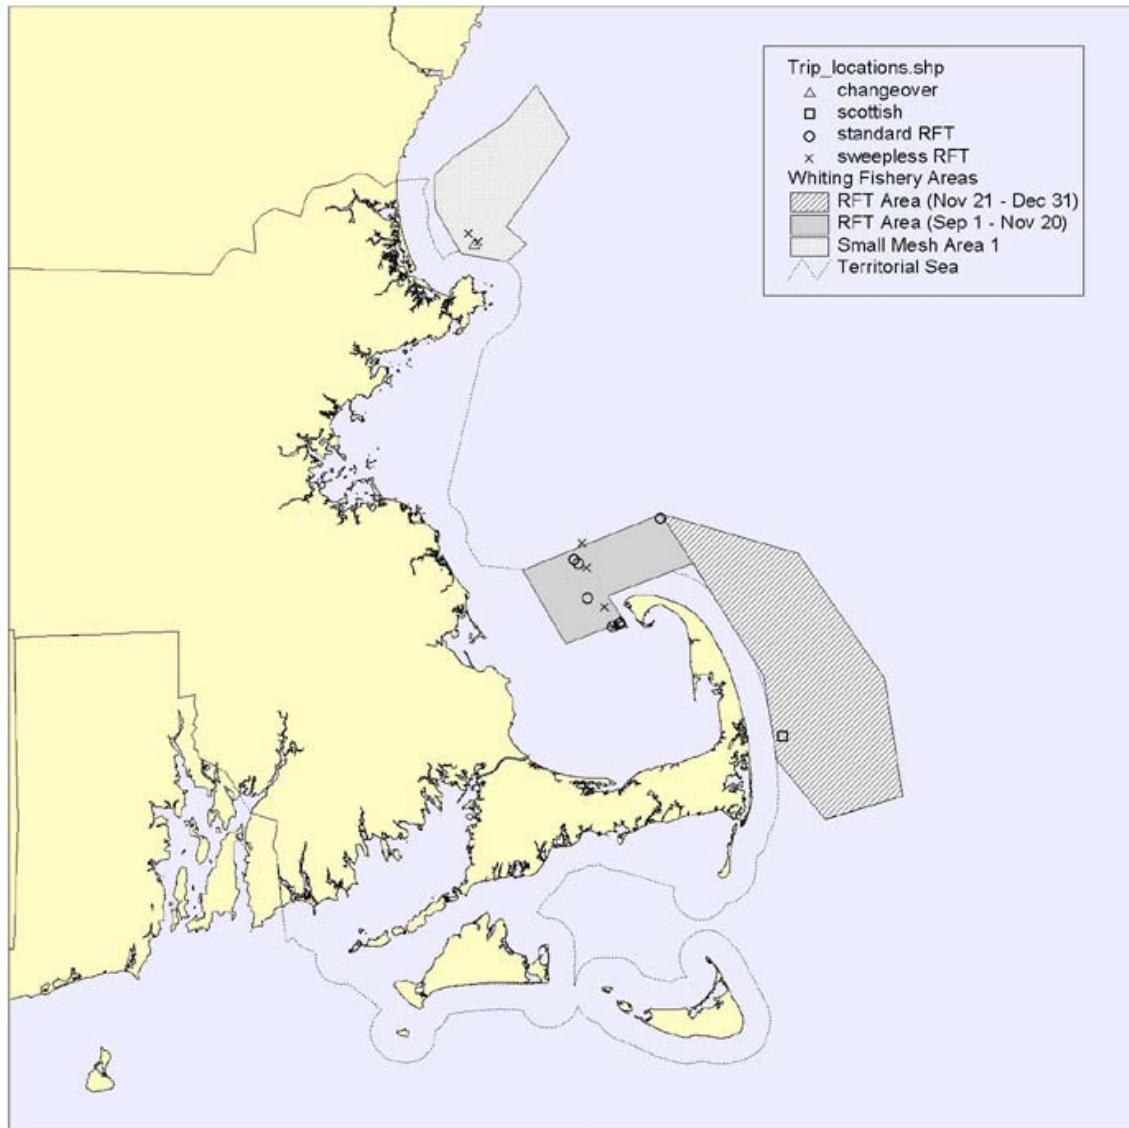 Trip_locations.shp
changeover
scottish
standard RFT
sweepless RFT
Whiting Fishery Areas
RFT Area (Nov 21 - Dec 31)
RFT Area (Sep 1 - Nov 20)
Small Mesh Area 1
Territorial Sea